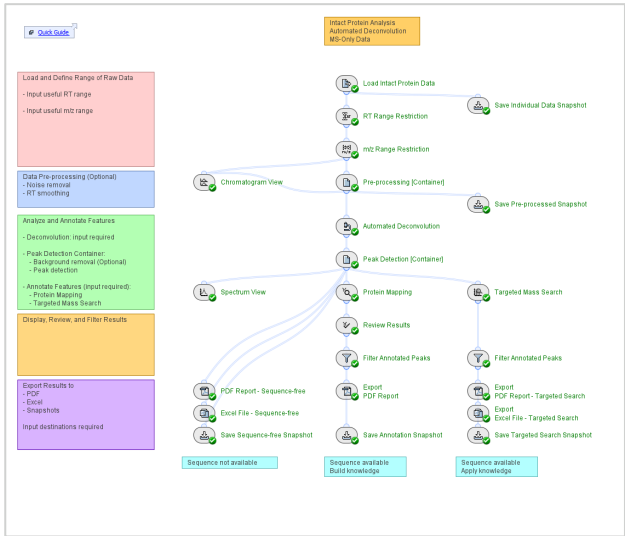 Quick Guide
Intact Protein Analysis
Automated Deconvolution
MS-Only Data
Load and Define Range of Raw Data
- Input useful RT range
- Input useful m/z range
Data Pre-processing (Optional)
- Noise removal
- RT smoothing
Analyze and Annotate Features
- Deconvolution: input required
- Peak Detection Container:
- Background removal (Optional)
- Peak detection
- Annotate Features (input required):
- Protein Mapping
- Targeted Mass Search
Display, Review, and Filter Results
Export Results to
- PDF
- Excel
- Snapshots
Input destinations required
Load Intact Protein Data
Save Individual Data Snapshot
RT Range Restriction
m/z Range Restriction
Chromatogram View
Pre-processing [Container]
Save Pre-processed Snapshot
Automated Deconvolution
Peak Detection [Container]
Spectrum View
Protein Mapping
Targeted Mass Search
Review Results
Filter Annotated Peaks
Filter Annotated Peaks
PDF Report - Sequence-free
Export
PDF Report
Export
PDF Report - Targeted Search
Excel File - Sequence-free
Export
Excel File - Targeted Search
Save Sequence-free Snapshot
Save Annotation Snapshot
Save Targeted Search Snapshot
Sequence not available
Sequence available
Build knowledge
Sequence available
Apply knowledge